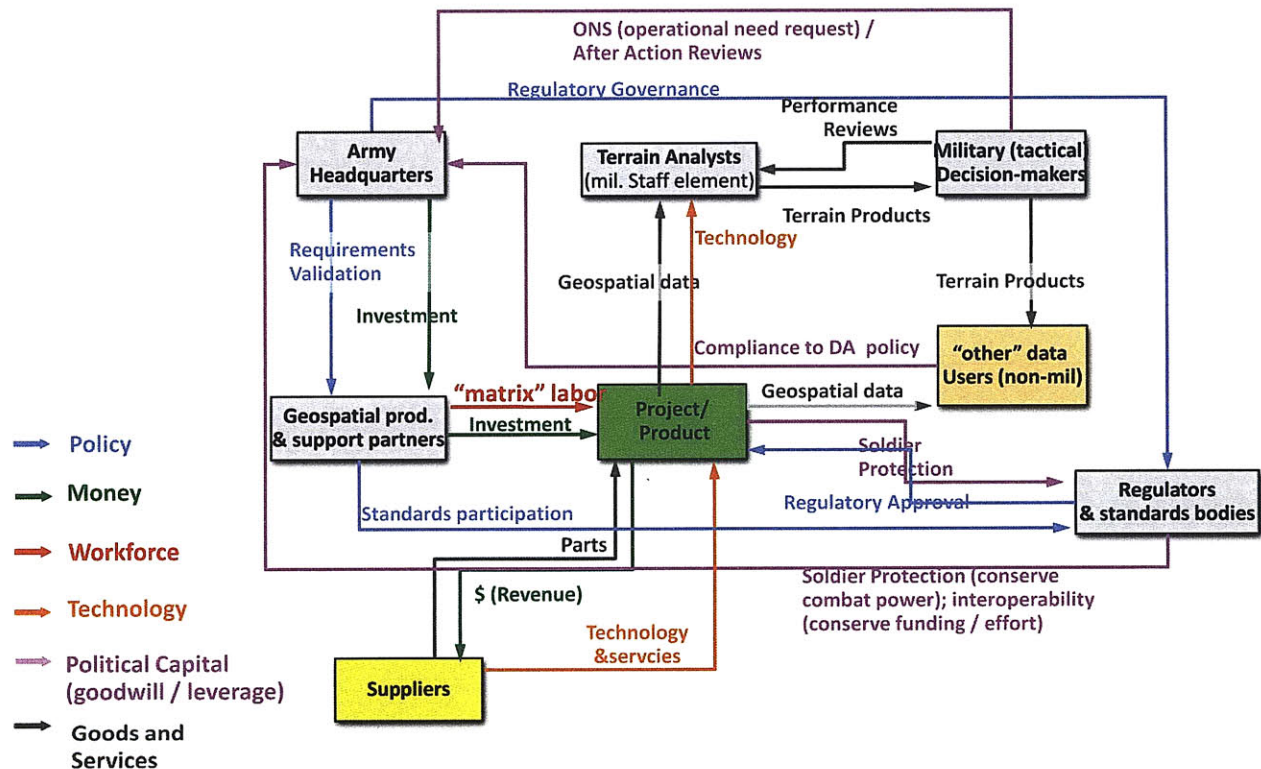 ONS (operational need request) /
After Action Reviews
Regulatory Governance
Performance
Reviews
Army
Headquarters
Terrain Analysts
(mil. Staff element)
Military (tactical)
Decision-makers
Terrain Products
Technology
Requirements
Validation
Geospatial data
Terrain Products
Investment
Compliance to DA policy
"other" data
Users (non-mil)
"matrix" labor
Geospatial prod.
& support partners
Investment
Project/
Product
Geospatial data
Policy
Soldier
Protection
Money
Regulators
& standards bodies
Standards participation
Regulatory Approval
Parts
Workforce
$ (Revenue)
Soldier Protection (conserve
combat power); interoperability
(conserve funding / effort)
Technology
Technology
&servcies
Political Capital
(goodwill / leverage)
Suppliers
Goods and
Services